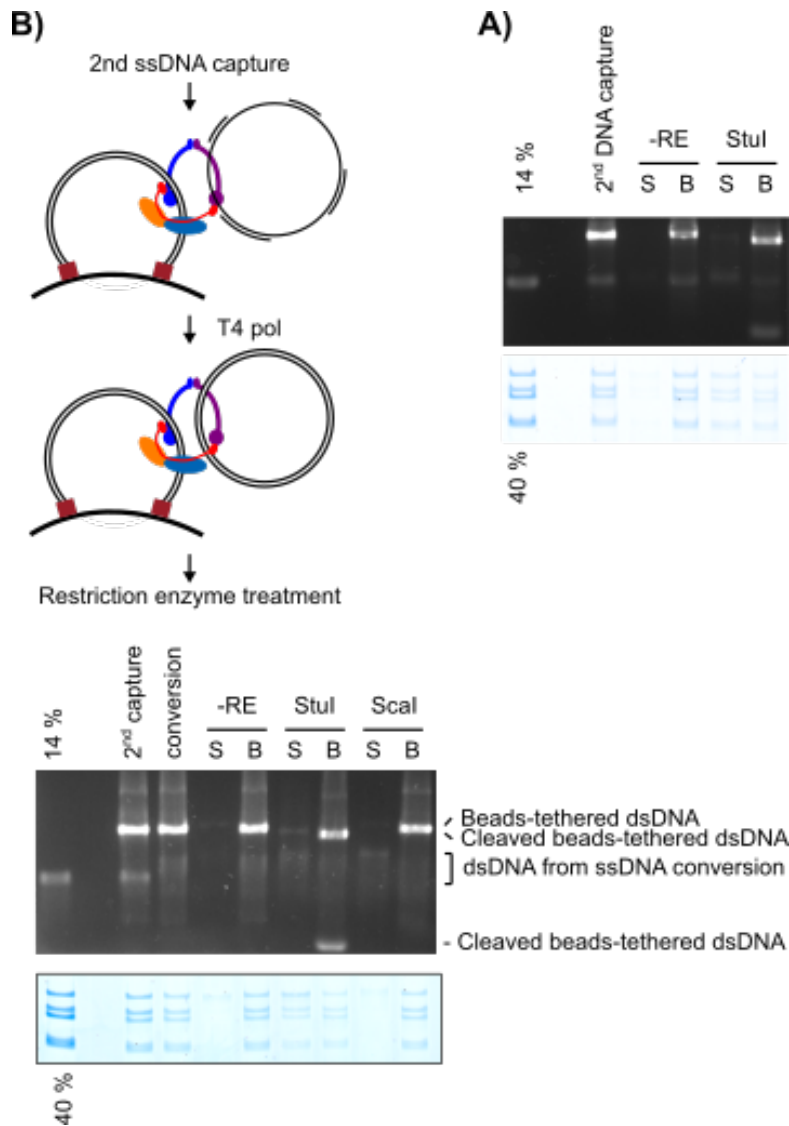 B)
2nd ssDNA capture
T4 pol
Restriction enzyme treatment
14 %
2nd capture
conversion
-RE
StuI
ScaI
S B S B S B
Beads-tethered dsDNA
Cleaved beads-tethered dsDNA
dsDNA from ssDNA conversion
Cleaved beads-tethered dsDNA
40 %
A)
14 %
2nd DNA capture
-RE
StuI
S B S B
40 %